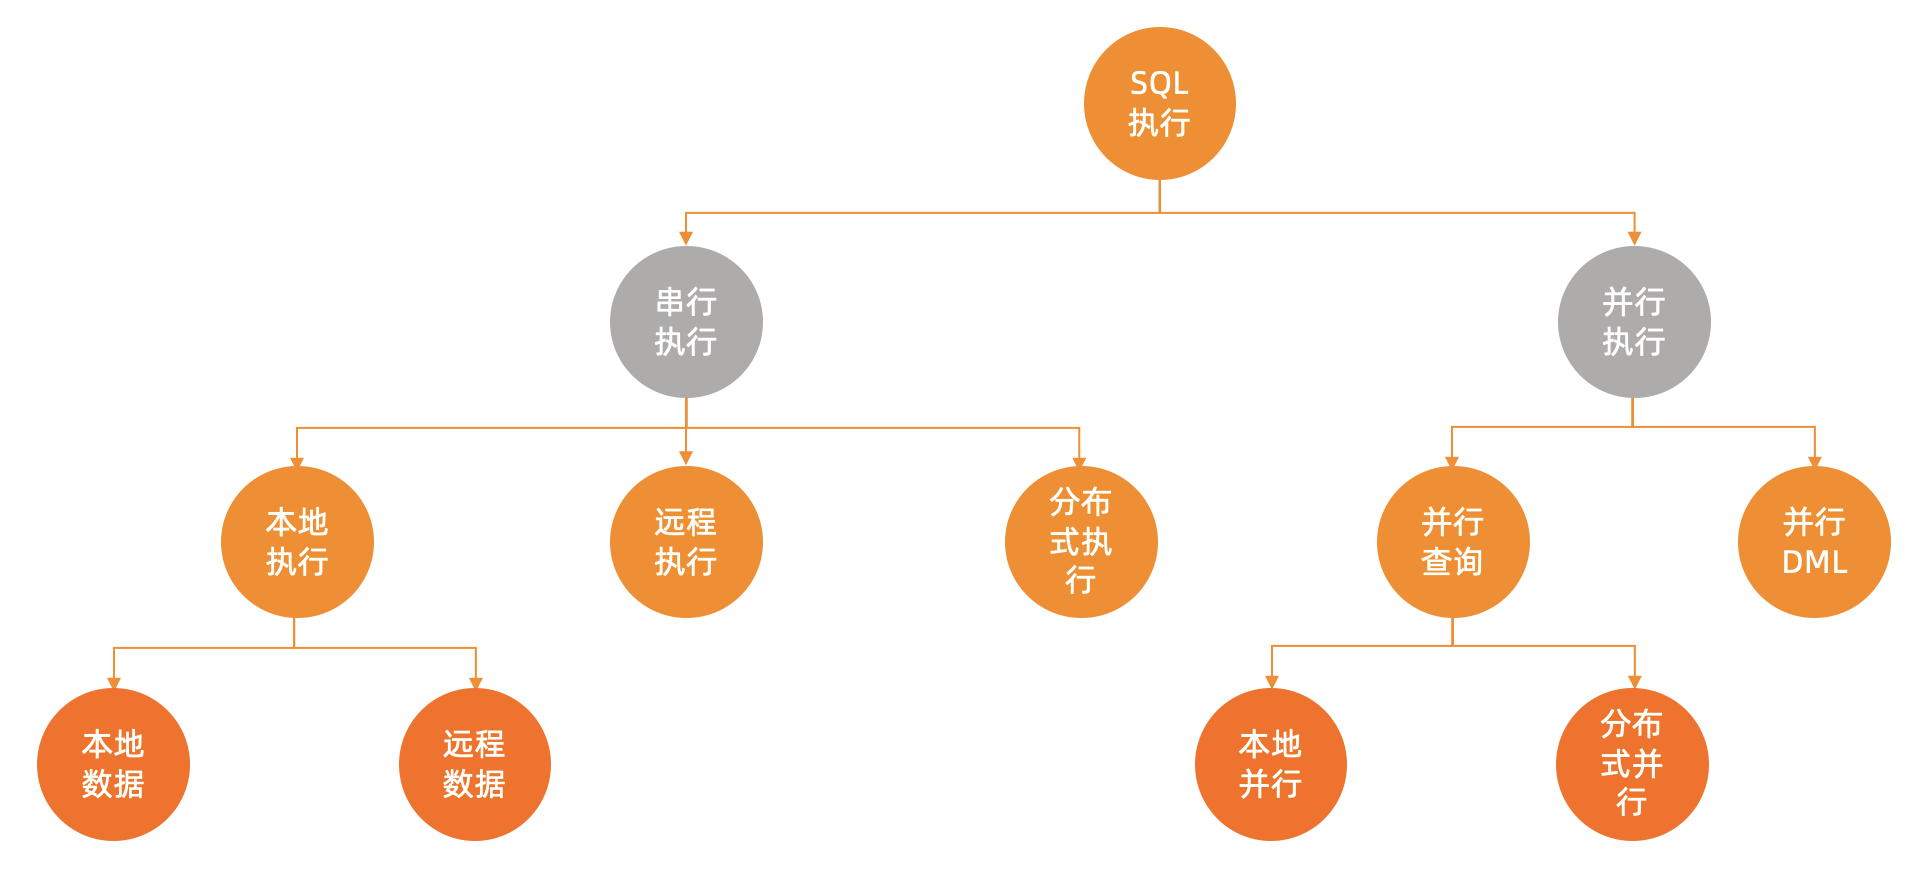 SQL
执行
串行
执行
并行
执行
本地
执行
远程
执行
分布
式执
行
并行
查询
并行
DML
本地
数据
远程
数据
本地
并行
分布
式并
行